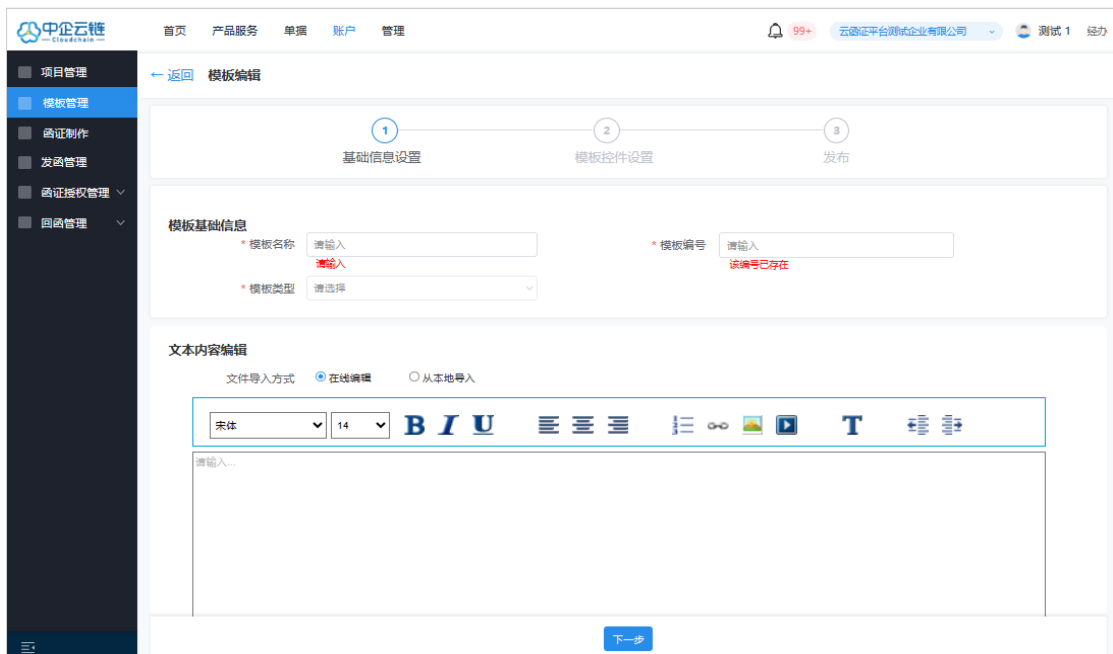 中企云链 首页 产品服务 单据 账户 管理 99+ 云函证平台测试企业有限公司 测试 1 经办
Cloudchain
项目管理 ← 返回 模板编辑
模板管理
函证制作 1 2 3
发函管理 基础信息设置 模板控件设置 发布
函证授权管理
回函管理
模板基础信息
* 模板名称 请输入 * 模板编号 请输入
请输入 该编号已存在
* 模板类型 请选择
文本内容编辑
文件导入方式 在线编辑 从本地导入
宋体 14 B I U T
请输入...
下一步